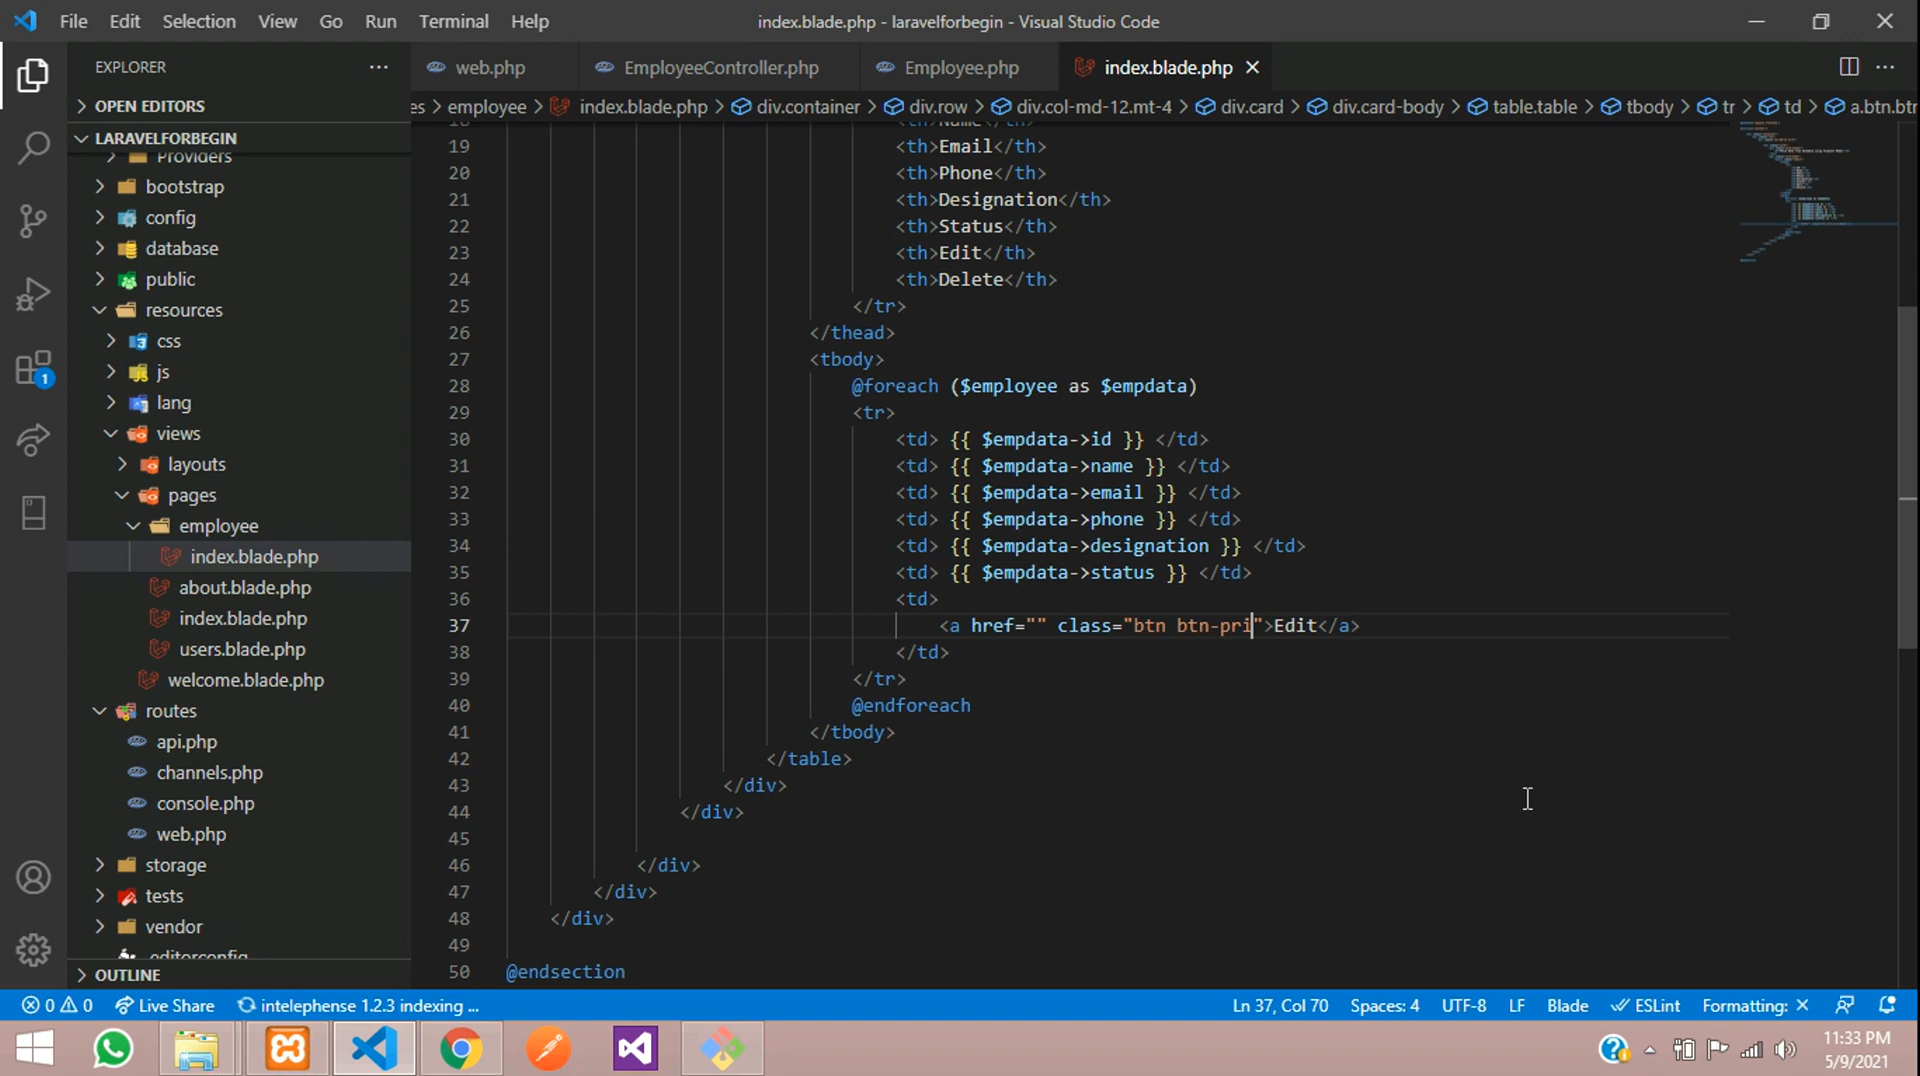 File Edit Selection View Go Run Terminal Help
index.blade.php - laravelforbegin - Visual Studio Code
EXPLORER
web.php
EmployeeController.php
Employee.php
index.blade.php
OPEN EDITORS
es > employee > index.blade.php > div.container > div.row > div.col-md-12.mt-4 > div.card > div.card-body > table.table > tbody > tr > td > a.btn.btn
LARAVELFORBEGIN
Providers
bootstrap
config
database
public
resources
css
js
lang
views
layouts
pages
employee
index.blade.php
about.blade.php
index.blade.php
users.blade.php
welcome.blade.php
routes
api.php
channels.php
console.php
web.php
storage
tests
vendor
.editorconfig
OUTLINE
18 <th>Name</th>
19 <th>Email</th>
20 <th>Phone</th>
21 <th>Designation</th>
22 <th>Status</th>
23 <th>Edit</th>
24 <th>Delete</th>
25 </tr>
26 </thead>
27 <tbody>
28 @foreach ($employee as $empdata)
29 <tr>
30 <td> {{ $empdata->id }} </td>
31 <td> {{ $empdata->name }} </td>
32 <td> {{ $empdata->email }} </td>
33 <td> {{ $empdata->phone }} </td>
34 <td> {{ $empdata->designation }} </td>
35 <td> {{ $empdata->status }} </td>
36 <td>
37 <a href="" class="btn btn-pri">Edit</a>
38 </td>
39 </tr>
40 @endforeach
41 </tbody>
42 </table>
43 </div>
44 </div>
45
46 </div>
47 </div>
48 </div>
49
50 @endsection
1
0 0 Live Share intelephense 1.2.3 indexing ...
Ln 37, Col 70 Spaces: 4 UTF-8 LF Blade ESLint Formatting: ×
11:33 PM
5/9/2021